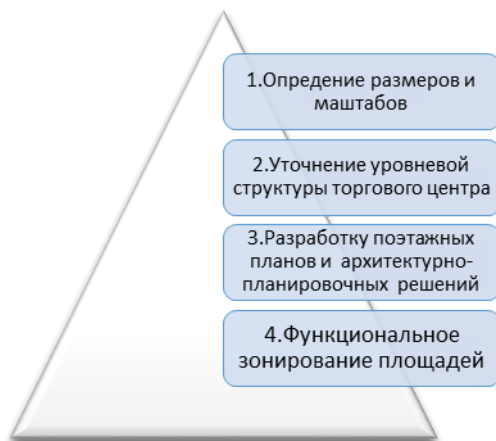 1.Опредение размеров и
маштабов
2.Уточнение уровневой
структуры торгового центра
3.Разработку поэтажных
планов и архитектурно-
планировочных решений
4.Функциональное
зонирование площадей